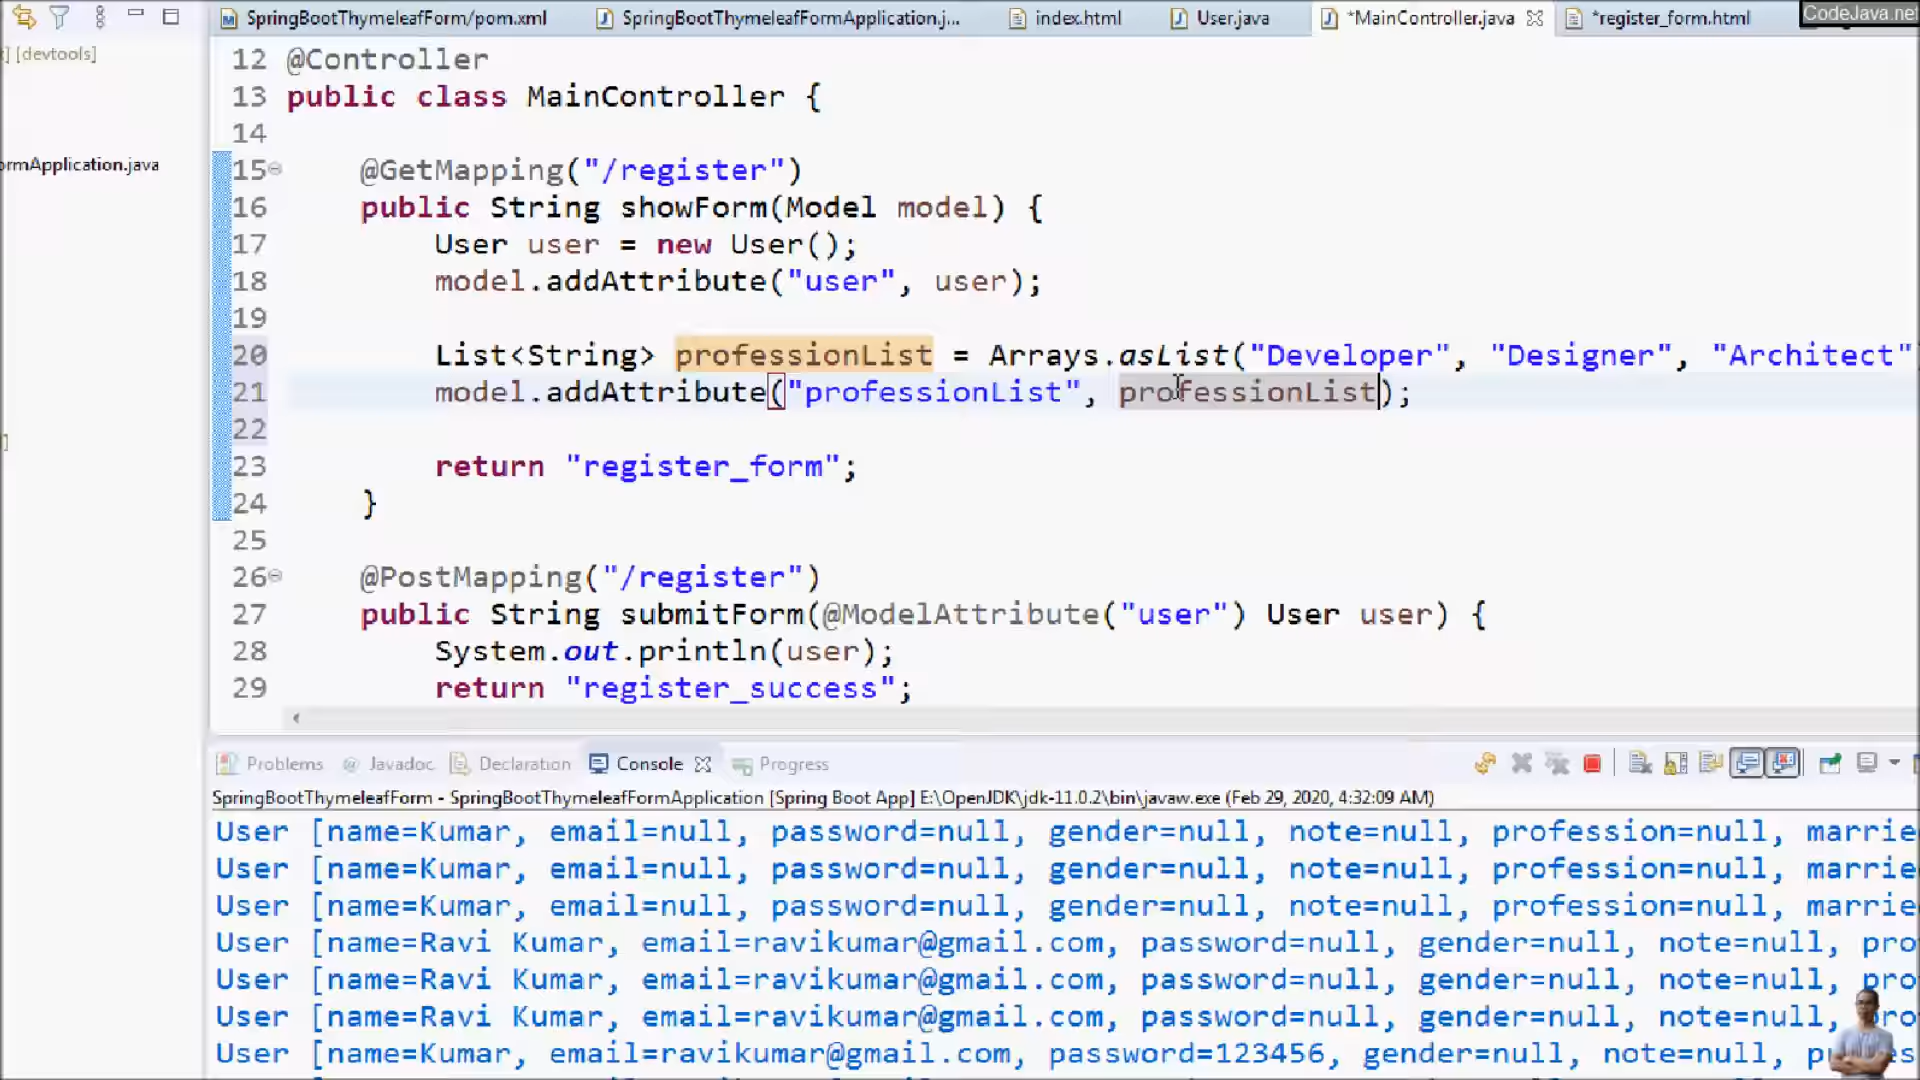 SpringBootThymeleafForm/pom.xml SpringBootThymeleafFormApplication.j... index.html User.java *MainController.java *register_form.html CodeJava.net
[devtools]
ormApplication.java
12 @Controller
13 public class MainController {
14
15 @GetMapping("/register")
16 public String showForm(Model model) {
17 User user = new User();
18 model.addAttribute("user", user);
19
20 List<String> professionList = Arrays.asList("Developer", "Designer", "Architect"
21 model.addAttribute("professionList", professionList);
22
23 return "register_form";
24 }
25
26 @PostMapping("/register")
27 public String submitForm(@ModelAttribute("user") User user) {
28 System.out.println(user);
29 return "register_success";
Problems Javadoc Declaration Console Progress
SpringBootThymeleafForm - SpringBootThymeleafFormApplication [Spring Boot App] E:\OpenJDK\jdk-11.0.2\bin\javaw.exe (Feb 29, 2020, 4:32:09 AM)
User [name=Kumar, email=null, password=null, gender=null, note=null, profession=null, marrie
User [name=Kumar, email=null, password=null, gender=null, note=null, profession=null, marrie
User [name=Kumar, email=null, password=null, gender=null, note=null, profession=null, marrie
User [name=Ravi Kumar, email=ravikumar@gmail.com, password=null, gender=null, note=null, pro
User [name=Ravi Kumar, email=ravikumar@gmail.com, password=null, gender=null, note=null, pro
User [name=Ravi Kumar, email=ravikumar@gmail.com, password=null, gender=null, note=null, pro
User [name=Kumar, email=ravikumar@gmail.com, password=123456, gender=null, note=null,